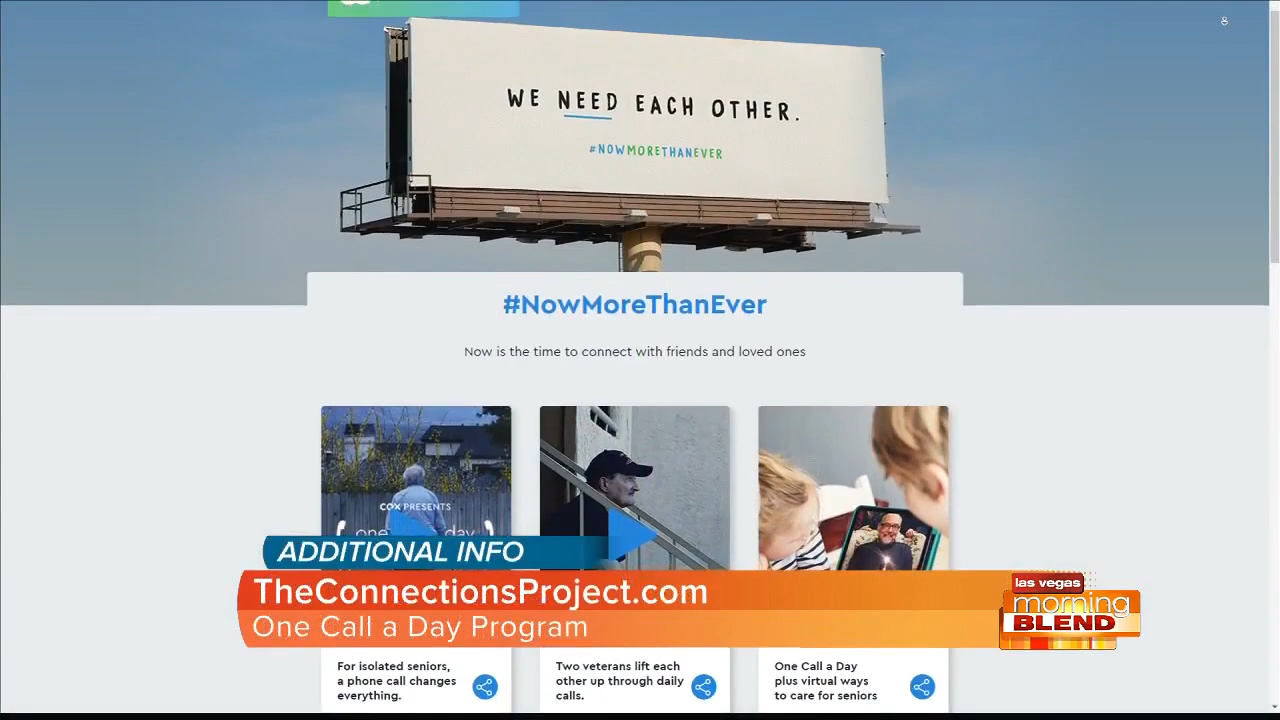 WE NEED EACH OTHER.
#NOWMORETHANEVER
#NowMoreThanEver
Now is the time to connect with friends and loved ones
COX PRESENTS
one day
ADDITIONAL INFO
TheConnectionsProject.com
One Call a Day Program
las vegas
morning
BLEND
For isolated seniors,
a phone call changes
everything.
Two veterans lift each
other up through daily
calls.
One Call a Day
plus virtual ways
to care for seniors